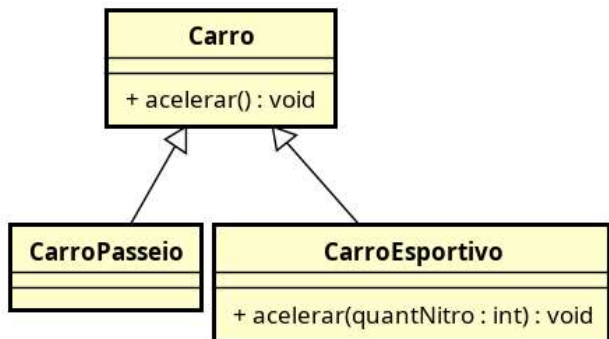 Carro
+ acelerar() : void
CarroPasseio
CarroEsportivo
+ acelerar(quantNitro : int) : void